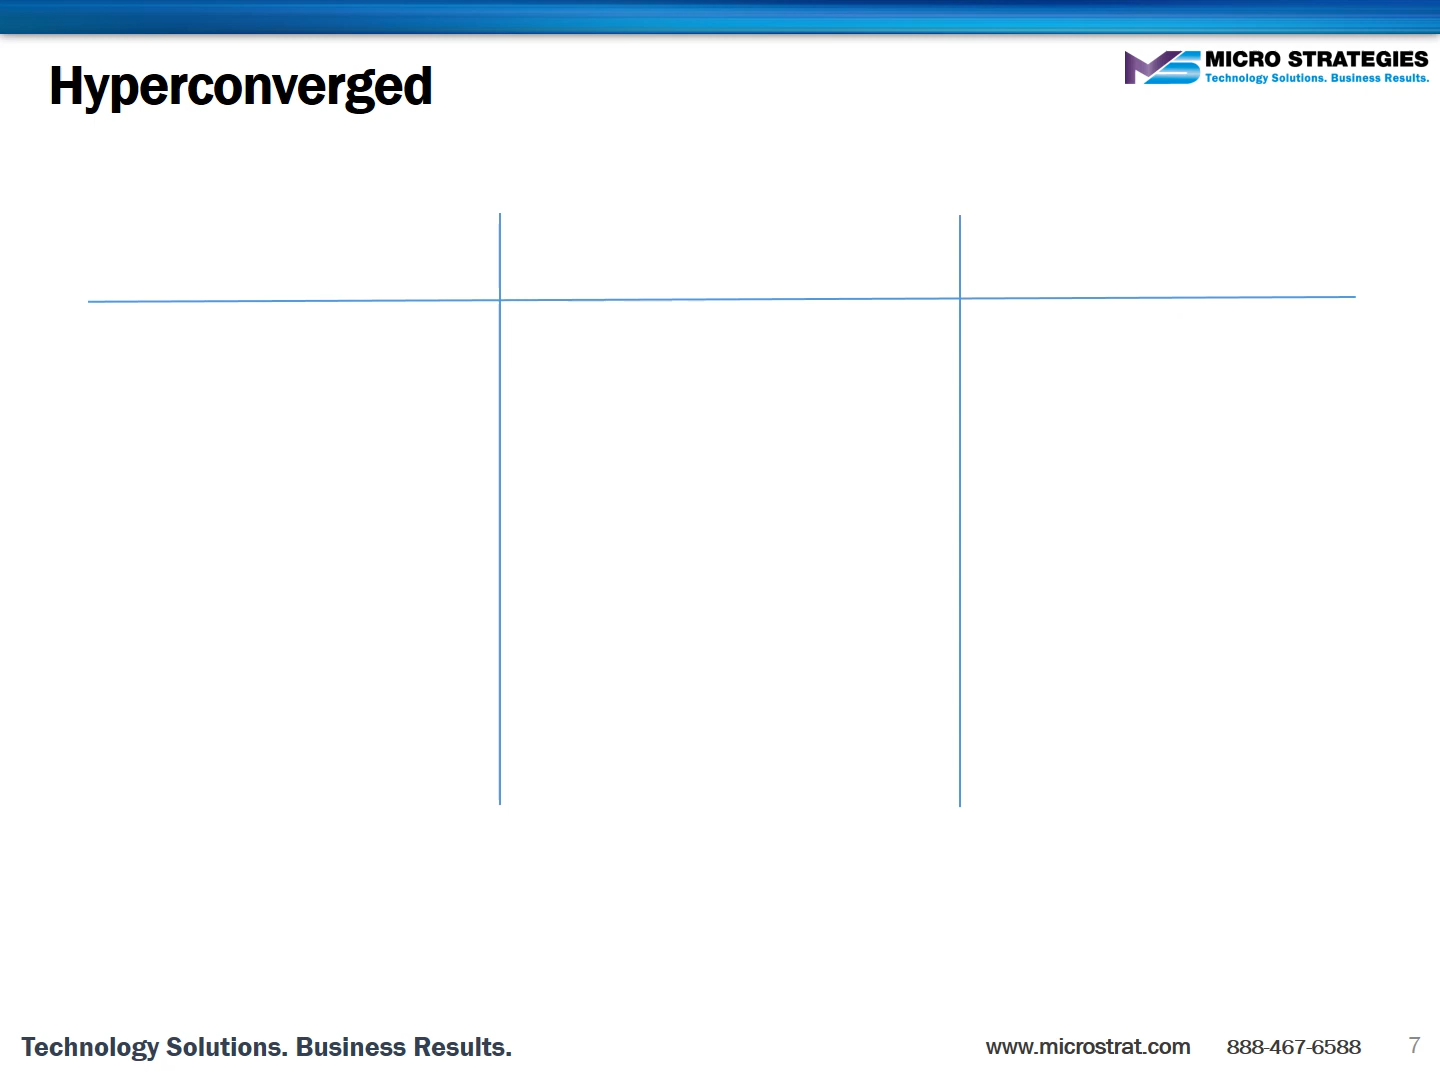 Hyperconverged
MICRO STRATEGIES
Technology Solutions. Business Results.
Technology Solutions. Business Results.
www.microstrat.com
888-467-6588
7